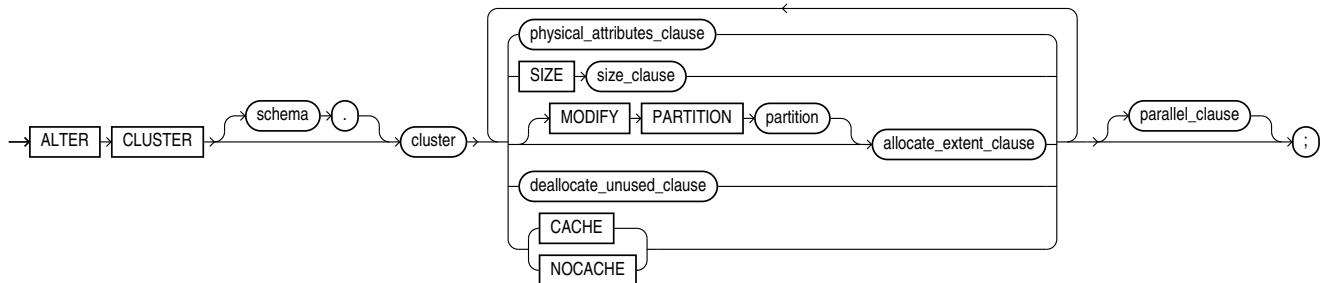 physical_attributes_clause
SIZE size_clause
schema . MODIFY PARTITION partition parallel_clause
ALTER CLUSTER cluster allocate_extent_clause ;
deallocate_unused_clause
CACHE
NOCACHE